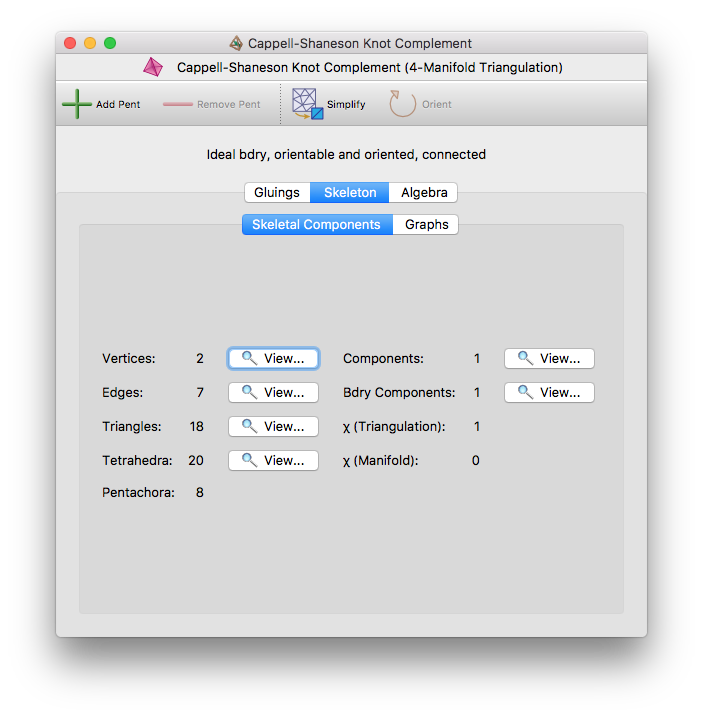 Cappell-Shaneson Knot Complement
Cappell-Shaneson Knot Complement (4-Manifold Triangulation)
Add Pent Remove Pent Simplify Orient
Ideal bdry, orientable and oriented, connected
Gluings Skeleton Algebra
Skeletal Components Graphs
Vertices: 2 View... Components: 1 View...
Edges: 7 View... Bdry Components: 1 View...
Triangles: 18 View... χ (Triangulation): 1
Tetrahedra: 20 View... χ (Manifold): 0
Pentachora: 8